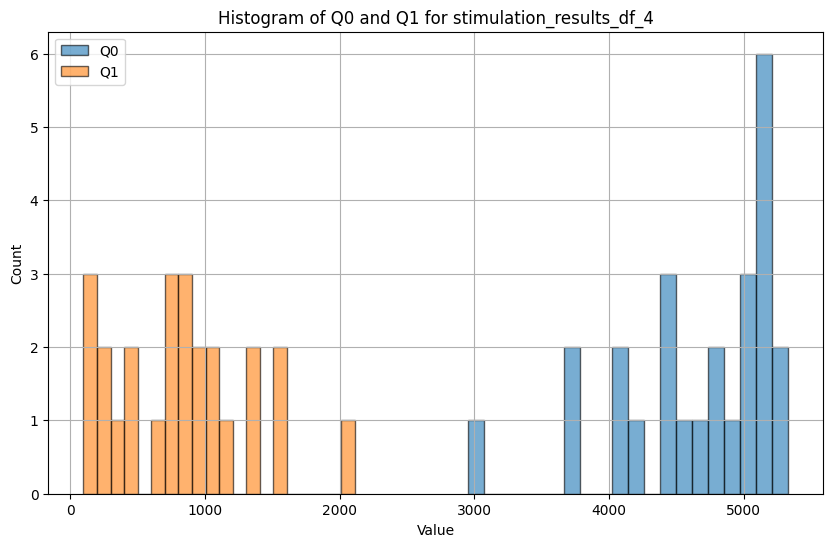 Histogram of Q0 and Q1 for stimulation_results_df_4
Q0
Q1
6
5
4
3
2
1
0
Count
0 1000 2000 3000 4000 5000
Value